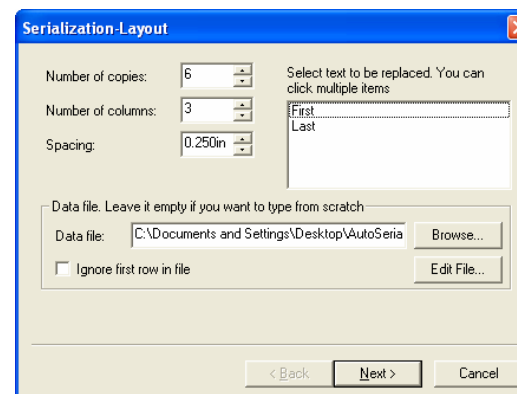 Serialization-Layout
Number of copies:
6
Number of columns:
3
Spacing:
0.250in
Select text to be replaced. You can
click multiple items
First
Last
Data file. Leave it empty if you want to type from scratch
Data file:
C:\Documents and Settings\Desktop\AutoSeria
Browse...
Ignore first row in file
Edit File...
< Back
Next >
Cancel